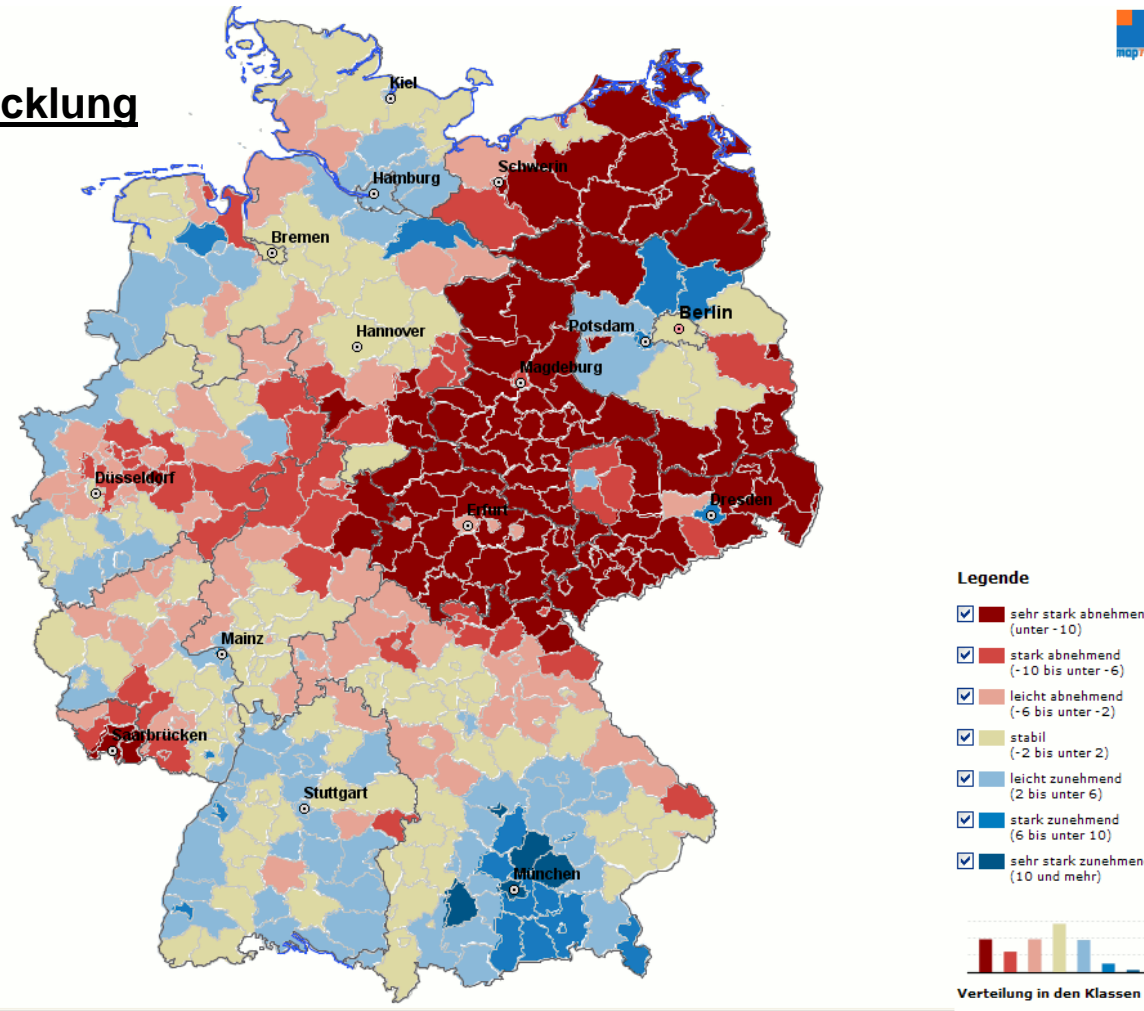 cklung
Kiel
Schwerin
Hamburg
Bremen
Berlin
Potsdam
Hannover
Magdeburg
Düsseldorf
Dresden
Erfurt
Mainz
Saarbrücken
Stuttgart
München
Legende
sehr stark abnehmen
(unter -10)
stark abnehmend
(-10 bis unter -6)
leicht abnehmend
(-6 bis unter -2)
stabil
(-2 bis unter 2)
leicht zunehmend
(2 bis unter 6)
stark zunehmend
(6 bis unter 10)
sehr stark zunehmen
(10 und mehr)
Verteilung in den Klassen